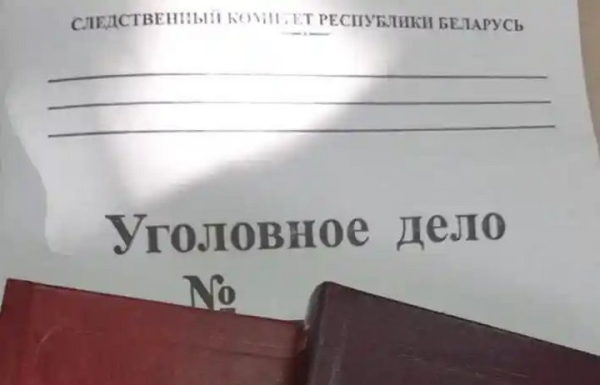 СЛЕДСТВЕННЫЙ КОМИТЕТ РЕСПУБЛИКИ БЕЛАРУСЬ
Уголовное дело
№